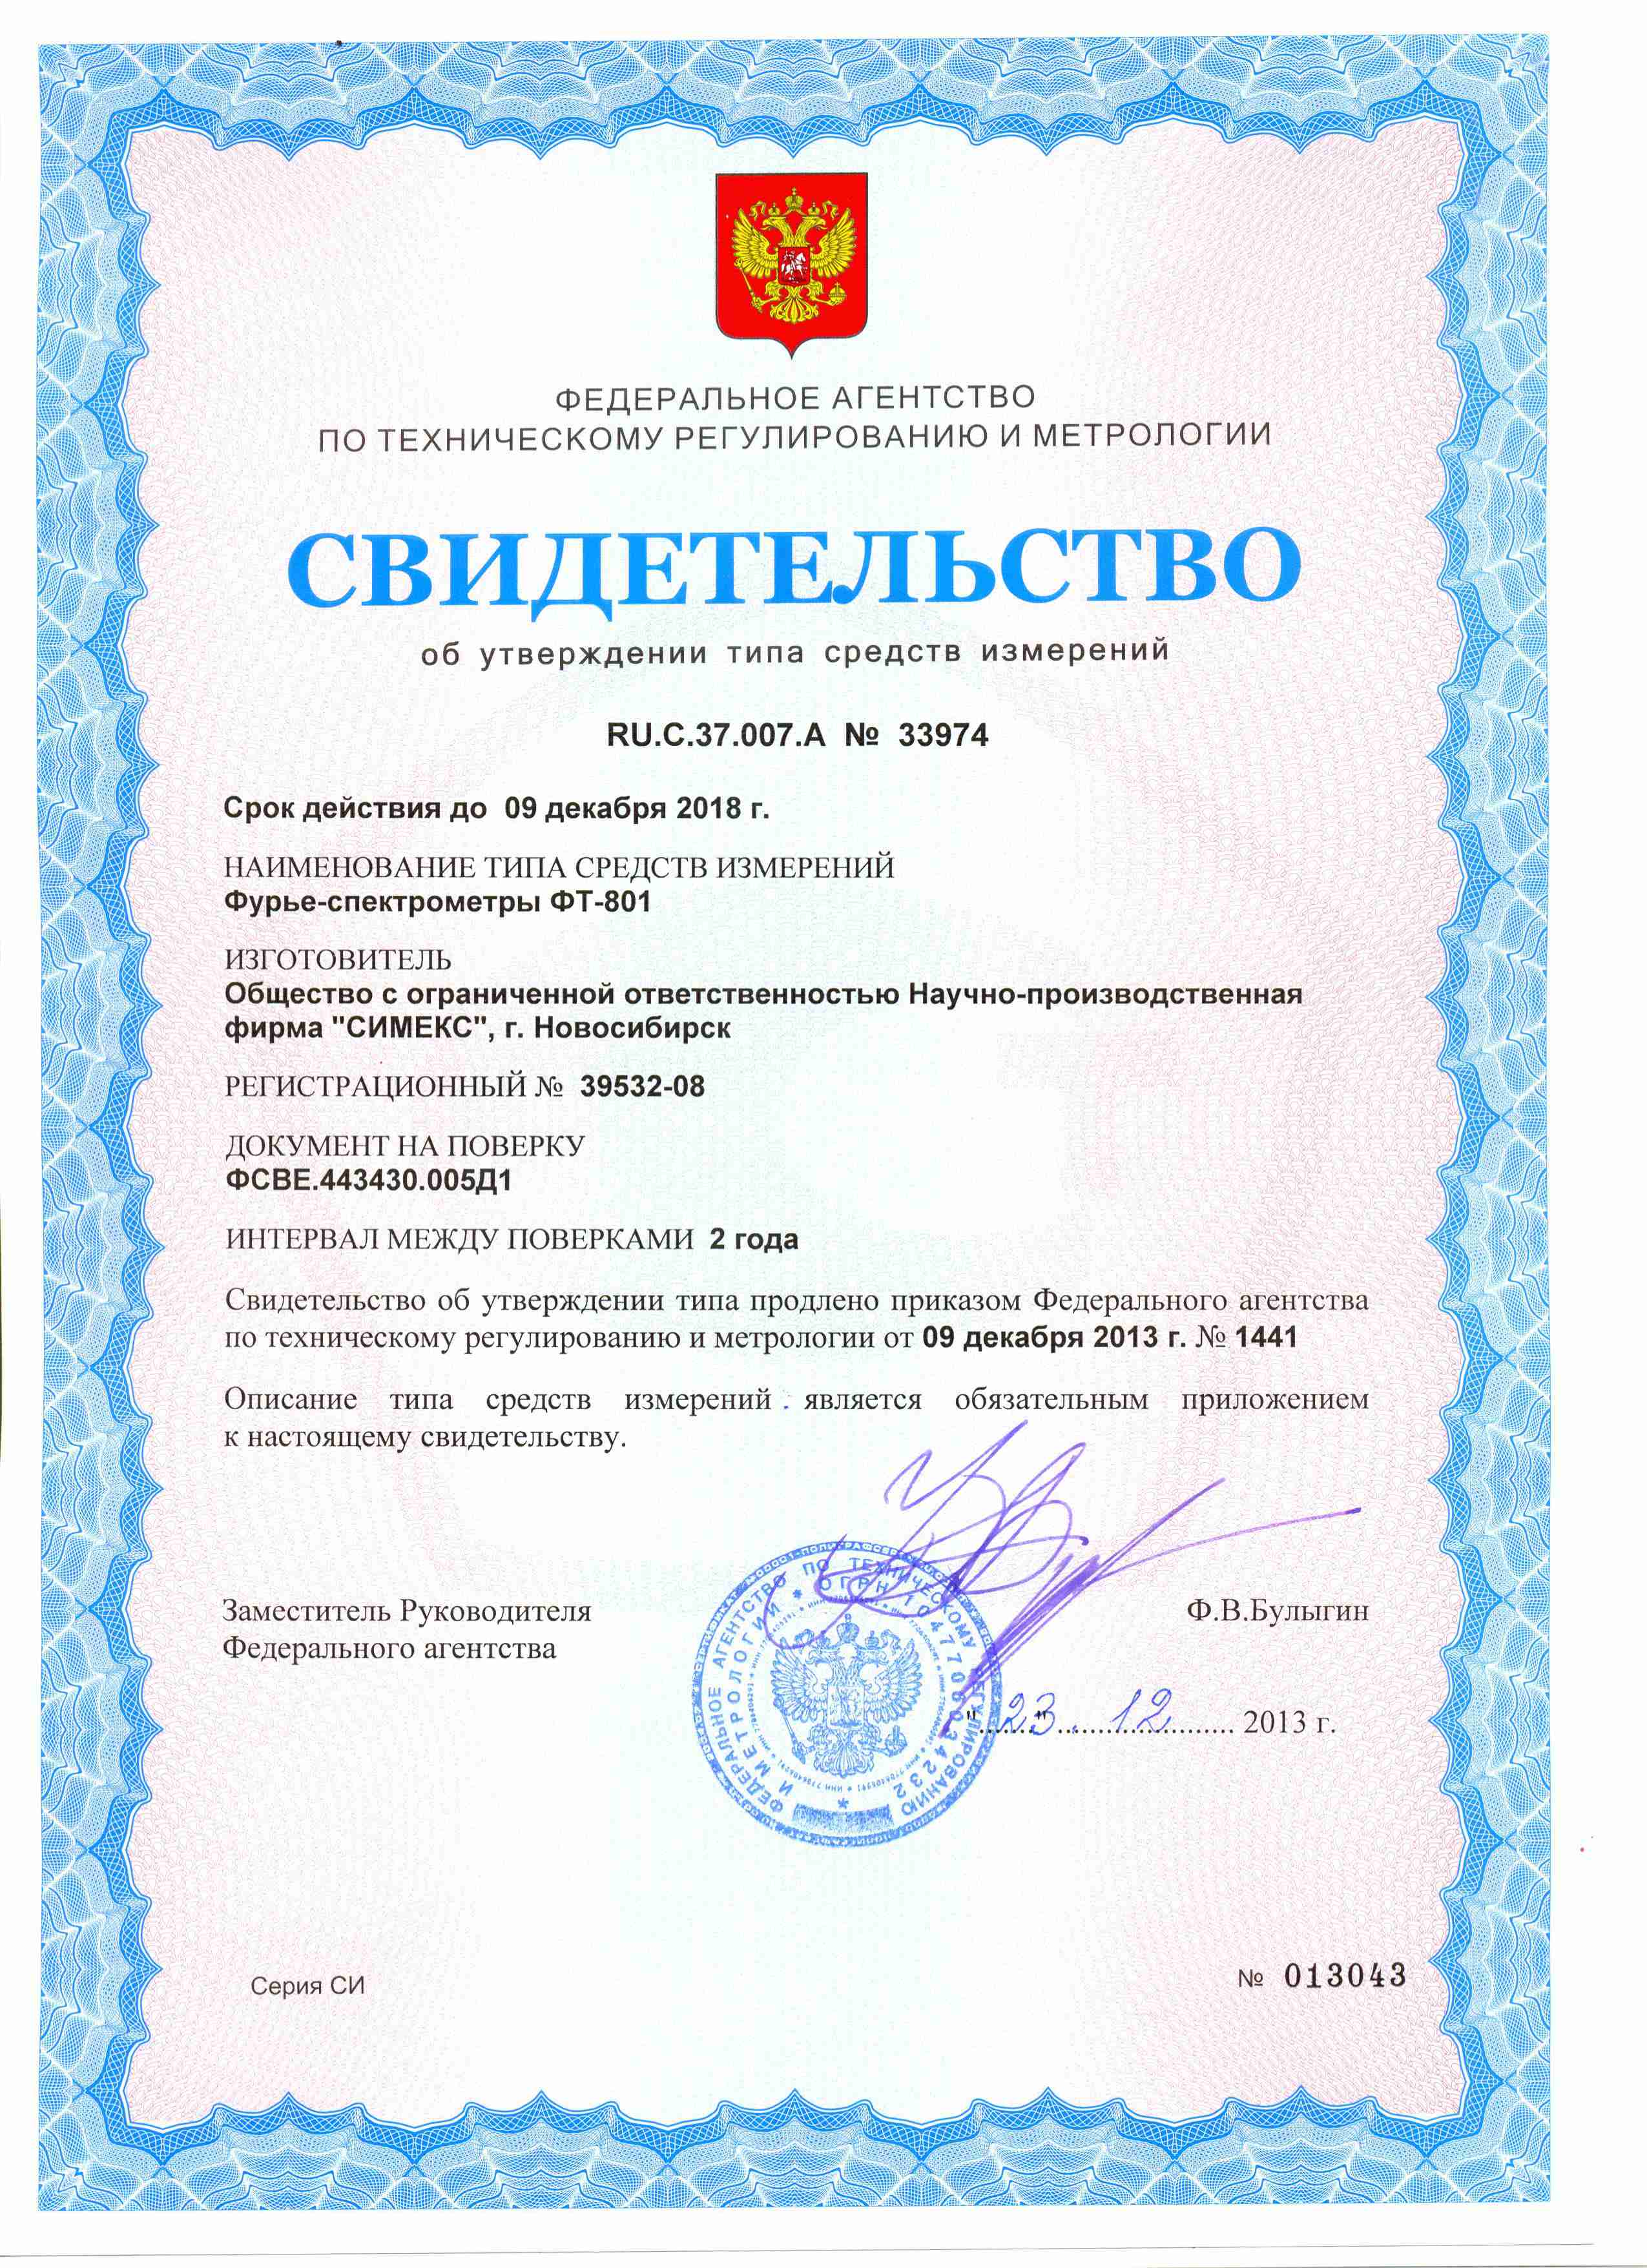 ФЕДЕРАЛЬНОЕ АГЕНТСТВО
ПО ТЕХНИЧЕСКОМУ РЕГУЛИРОВАНИЮ И МЕТРОЛОГИИ
СВИДЕТЕЛЬСТВО
об утверждении типа средств измерений
RU.C.37.007.A № 33974
Срок действия до 09 декабря 2018 г.
НАИМЕНОВАНИЕ ТИПА СРЕДСТВ ИЗМЕРЕНИЙ
Фурье-спектрометры ФТ-801
ИЗГОТОВИТЕЛЬ
Общество с ограниченной ответственностью Научно-производственная
фирма "СИМЕКС", г. Новосибирск
РЕГИСТРАЦИОННЫЙ № 39532-08
ДОКУМЕНТ НА ПОВЕРКУ
ФСВЕ.443430.005Д1
ИНТЕРВАЛ МЕЖДУ ПОВЕРКАМИ 2 года
Свидетельство об утверждении типа продлено приказом Федерального агентства
по техническому регулированию и метрологии от 09 декабря 2013 г. № 1441
Описание типа средств измерений является обязательным приложением
к настоящему свидетельству.
Заместитель Руководителя
Федерального агентства
Ф.В.Булыгин
"23" 12 2013 г.
ФЕДЕРАЛЬНОЕ АГЕНТСТВО ПО ТЕХНИЧЕСКОМУ РЕГУЛИРОВАНИЮ
И МЕТРОЛОГИИ * ОГРН 1047706034232
Серия СИ
№ 013043